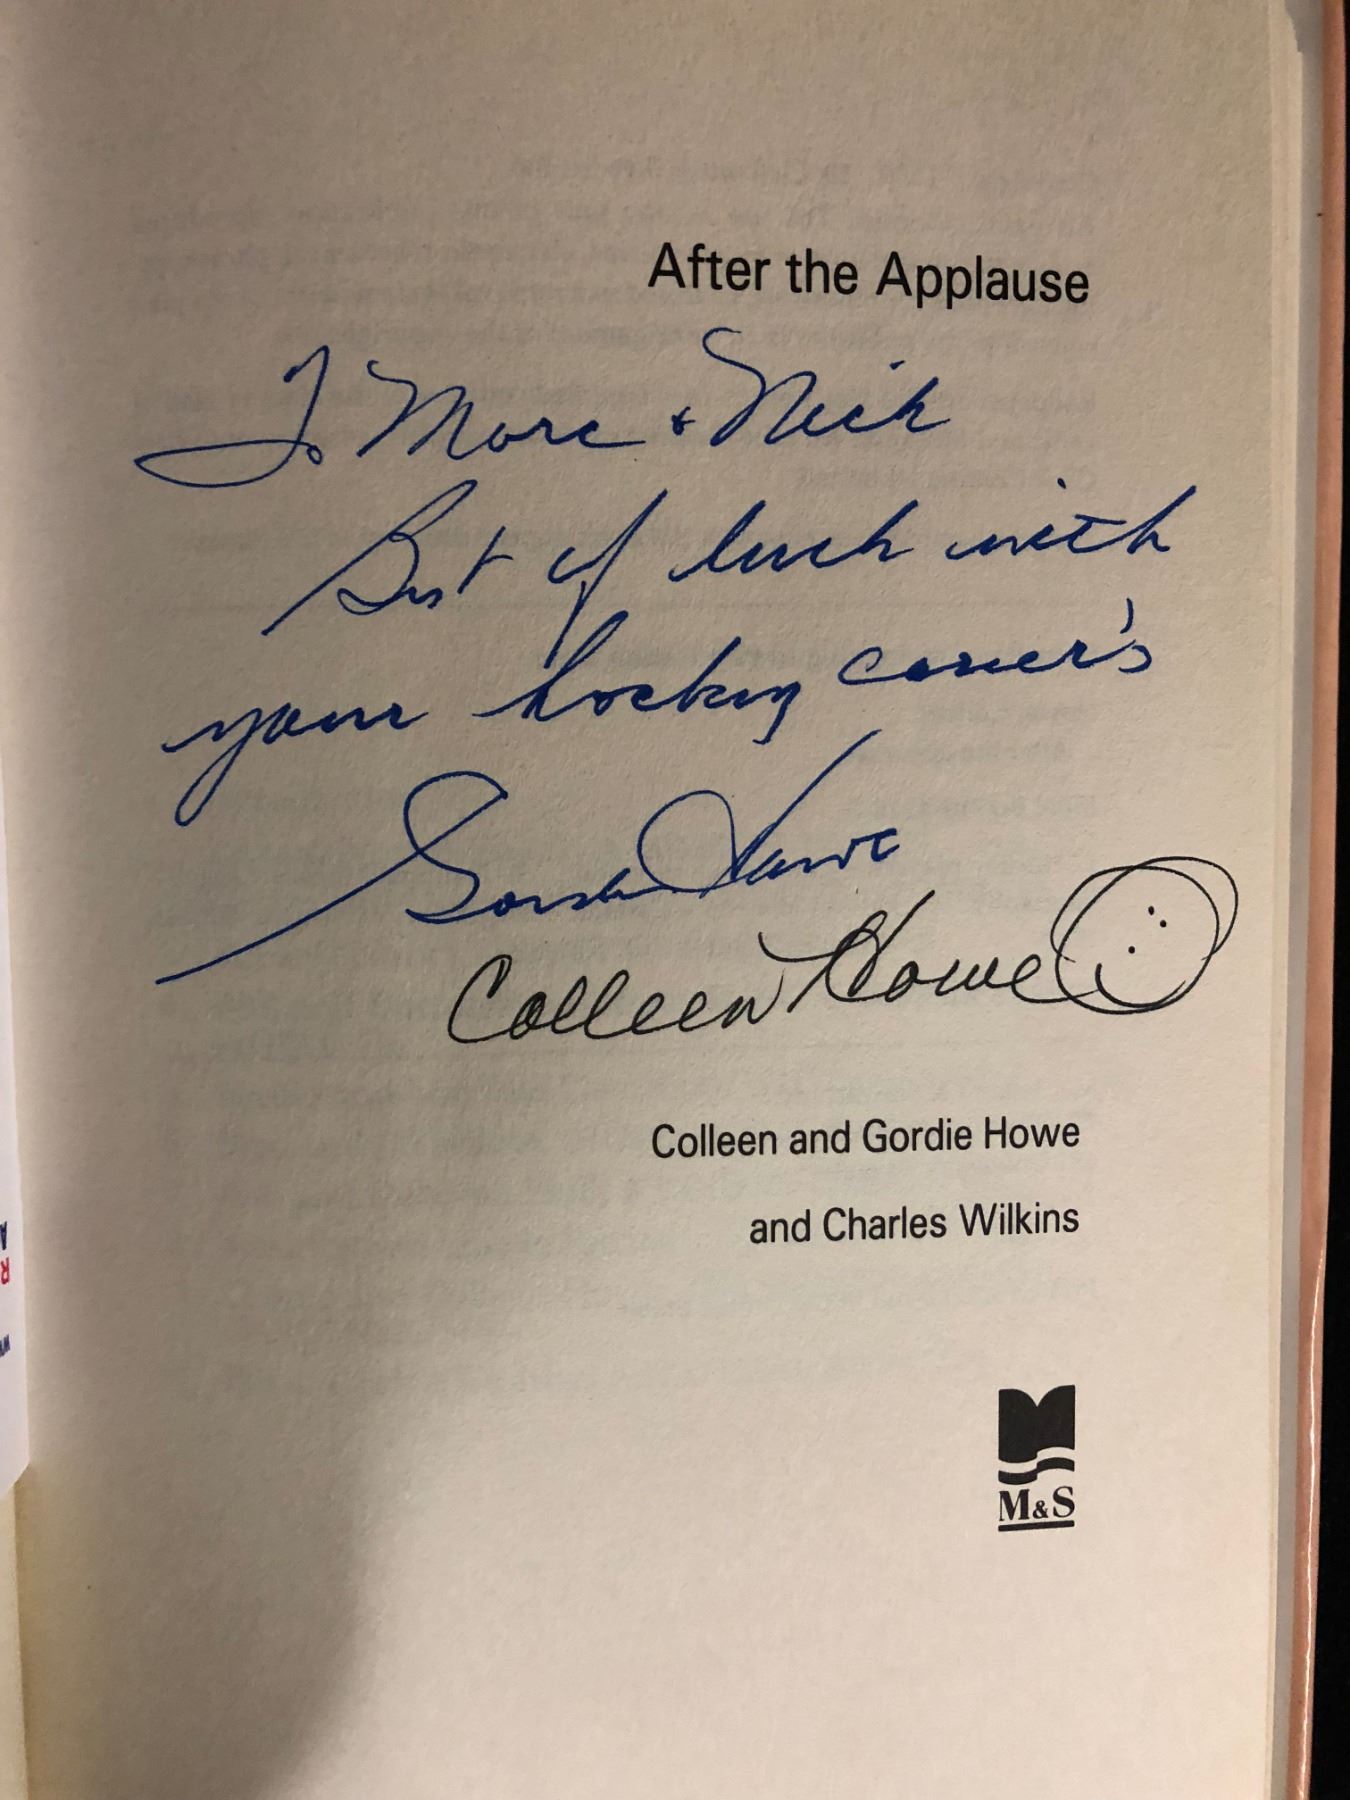 After the Applause
To Marc & Nick
Best of luck with
your hockey career's
Gordie Howe
Colleen Howe
Colleen and Gordie Howe
and Charles Wilkins
M&S